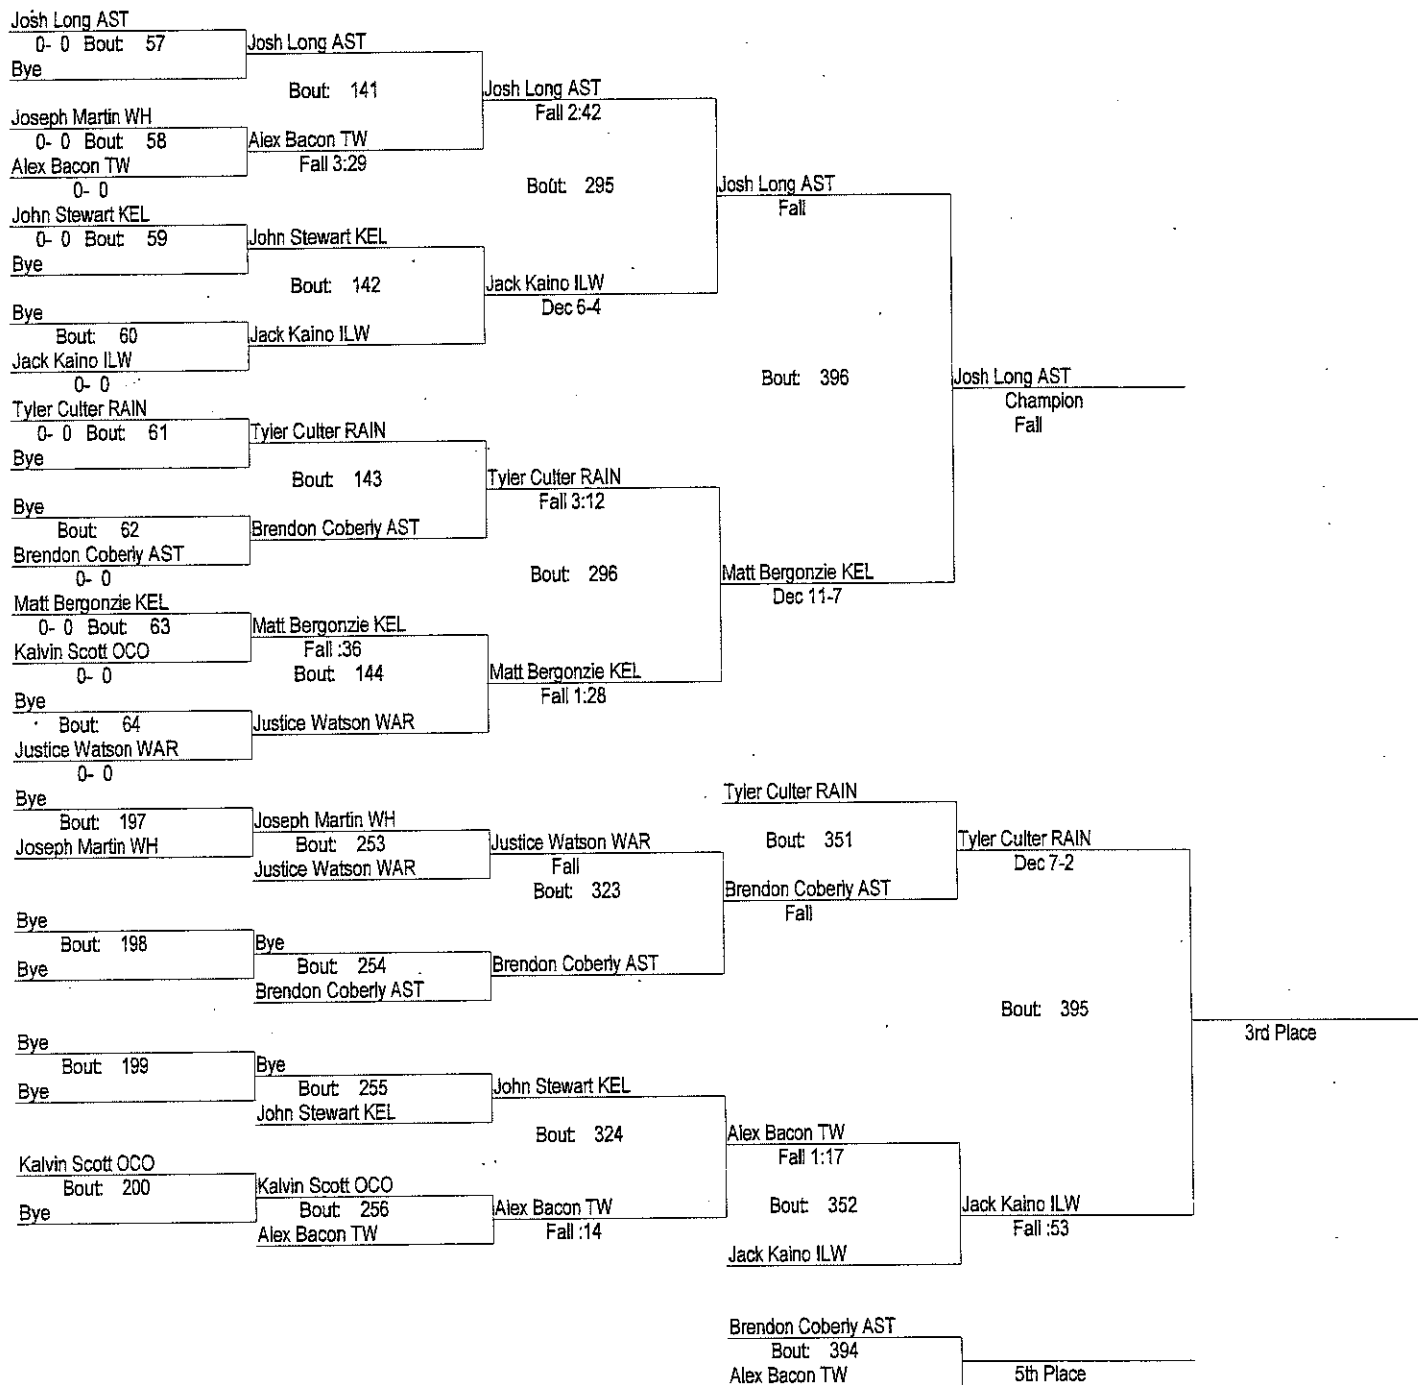 Josh Long AST
0- 0 Bout: 57
Bye
Josh Long AST
Bout: 141
Josh Long AST
Fall 2:42
Joseph Martin WH
0- 0 Bout: 58
Alex Bacon TW
0- 0
Alex Bacon TW
Fall 3:29
Bout: 295
Josh Long AST
Fall
John Stewart KEL
0- 0 Bout: 59
Bye
John Stewart KEL
Bout: 142
Jack Kaino ILW
Dec 6-4
Bye
Bout: 60
Jack Kaino ILW
0- 0
Jack Kaino ILW
Bout: 396
Josh Long AST
Champion
Fall
Tyler Culter RAIN
0- 0 Bout: 61
Bye
Tyler Culter RAIN
Bout: 143
Tyler Culter RAIN
Fall 3:12
Bye
Bout: 62
Brendon Coberly AST
0- 0
Brendon Coberly AST
Bout: 296
Matt Bergonzie KEL
Dec 11-7
Matt Bergonzie KEL
0- 0 Bout: 63
Kalvin Scott OCO
0- 0
Matt Bergonzie KEL
Fall :36
Bout: 144
Matt Bergonzie KEL
Fall 1:28
Bye
Bout: 64
Justice Watson WAR
0- 0
Justice Watson WAR
Bye
Bout: 197
Joseph Martin WH
Joseph Martin WH
Bout: 253
Justice Watson WAR
Justice Watson WAR
Fall
Bout: 323
Tyler Culter RAIN
Bout: 351
Brendon Coberly AST
Fall
Tyler Culter RAIN
Dec 7-2
Bye
Bout: 198
Bye
Bye
Bout: 254
Brendon Coberly AST
Brendon Coberly AST
Bout: 395
3rd Place
Bye
Bout: 199
Bye
Bye
Bout: 255
John Stewart KEL
John Stewart KEL
Bout: 324
Alex Bacon TW
Fall 1:17
Bout: 352
Jack Kaino ILW
Jack Kaino ILW
Fall :53
Kalvin Scott OCO
Bout: 200
Bye
Kalvin Scott OCO
Bout: 256
Alex Bacon TW
Alex Bacon TW
Fall :14
Brendon Coberly AST
Bout: 394
Alex Bacon TW
5th Place